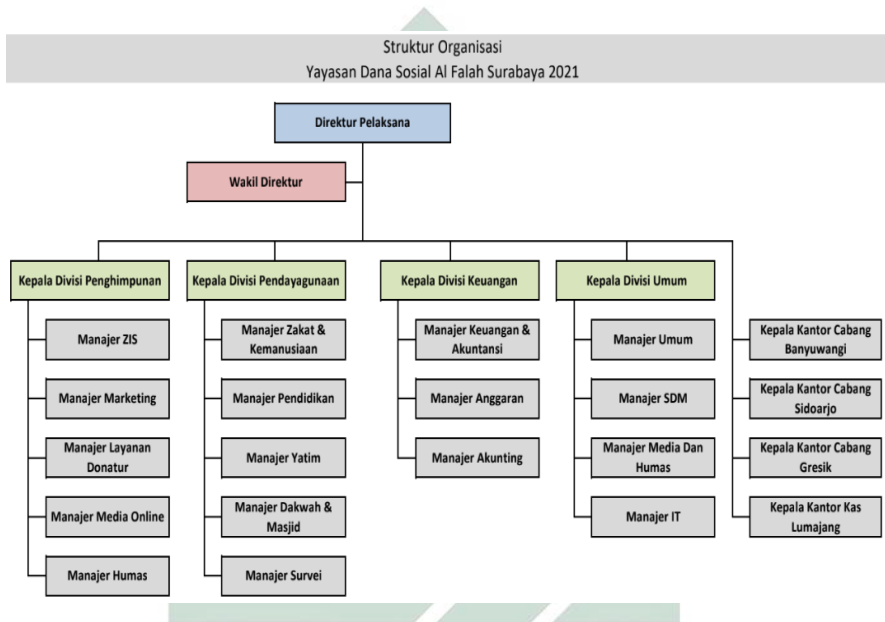 Struktur Organisasi
Yayasan Dana Sosial Al Falah Surabaya 2021
Direktur Pelaksana
Wakil Direktur
Kepala Divisi Penghimpunan
Manajer ZIS
Manajer Marketing
Manajer Layanan
Donatur
Manajer Media Online
Manajer Humas
Kepala Divisi Pendayagunaan
Manajer Zakat &
Kemanusiaan
Manajer Pendidikan
Manajer Yatim
Manajer Dakwah &
Masjid
Manajer Survei
Kepala Divisi Keuangan
Manajer Keuangan &
Akuntansi
Manajer Anggaran
Manajer Akunting
Kepala Divisi Umum
Manajer Umum
Manajer SDM
Manajer Media Dan
Humas
Manajer IT
Kepala Kantor Cabang
Banyuwangi
Kepala Kantor Cabang
Sidoarjo
Kepala Kantor Cabang
Gresik
Kepala Kantor Kas
Lumajang